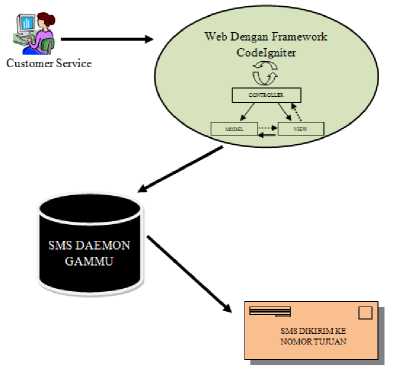 Customer Service
Web Dengan Framework
CodeIgniter
CONTROLLER
MODEL
VIEW
SMS DAEMON
GAMMU
SMS DIKIRIM KE
NOMOR TUJUAN